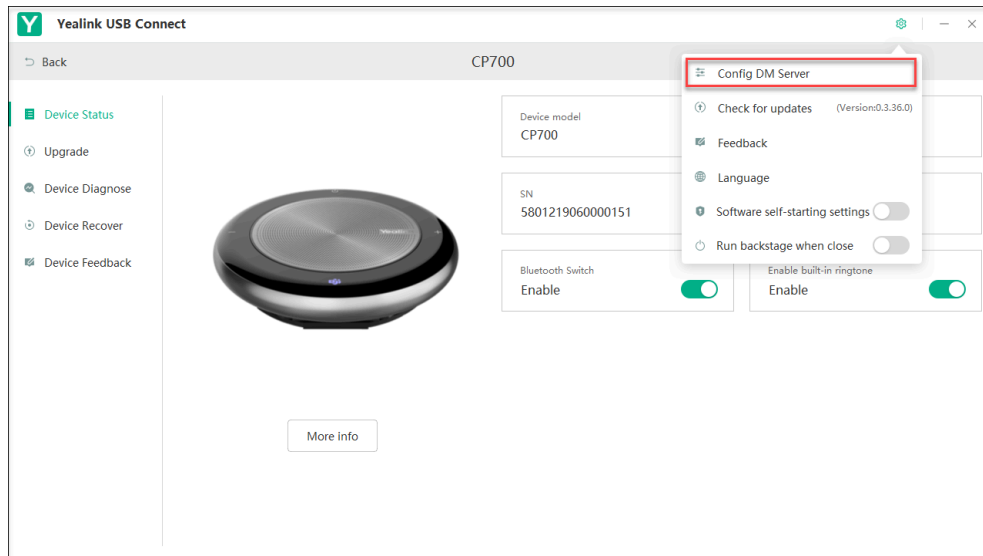 Y Yealink USB Connect
Back
CP700
Config DM Server
Check for updates (Version:0.3.36.0)
Feedback
Language
Software self-starting settings
Run backstage when close
Device Status
Upgrade
Device Diagnose
Device Recover
Device Feedback
Yealink
More info
Device model
CP700
SN
5801219060000151
Bluetooth Switch
Enable
Enable built-in ringtone
Enable